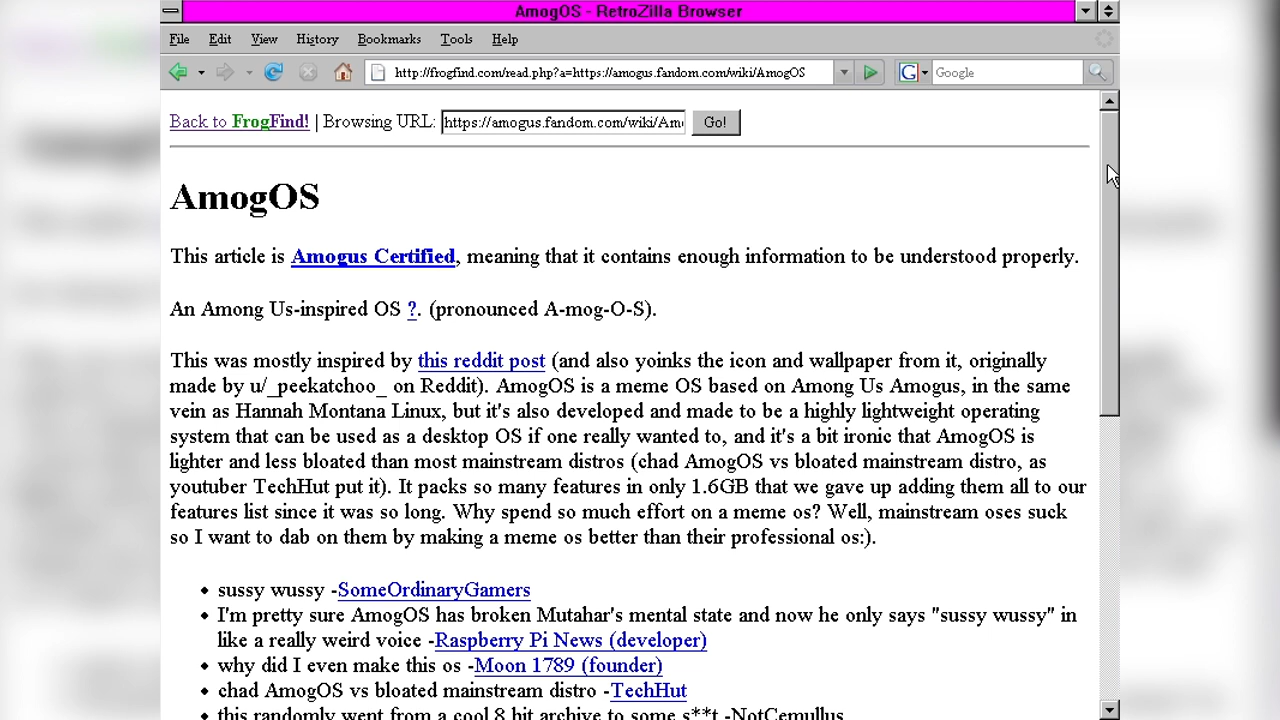 AmogOS - RetroZilla Browser
File Edit View History Bookmarks Tools Help
http://frogfind.com/read.php?a=https://amogus.fandom.com/wiki/AmogOS G Google
Back to FrogFind! | Browsing URL: https://amogus.fandom.com/wiki/Am Go!
AmogOS
This article is Amogus Certified, meaning that it contains enough information to be understood properly.
An Among Us-inspired OS ?. (pronounced A-mog-O-S).
This was mostly inspired by this reddit post (and also yoinks the icon and wallpaper from it, originally
made by u/_peekatchoo_ on Reddit). AmogOS is a meme OS based on Among Us Amogus, in the same
vein as Hannah Montana Linux, but it's also developed and made to be a highly lightweight operating
system that can be used as a desktop OS if one really wanted to, and it's a bit ironic that AmogOS is
lighter and less bloated than most mainstream distros (chad AmogOS vs bloated mainstream distro, as
youtuber TechHut put it). It packs so many features in only 1.6GB that we gave up adding them all to our
features list since it was so long. Why spend so much effort on a meme os? Well, mainstream oses suck
so I want to dab on them by making a meme os better than their professional os:).
• sussy wussy -SomeOrdinaryGamers
• I'm pretty sure AmogOS has broken Mutahar's mental state and now he only says "sussy wussy" in
like a really weird voice -Raspberry Pi News (developer)
• why did I even make this os -Moon 1789 (founder)
• chad AmogOS vs bloated mainstream distro -TechHut
• this randomly went from a cool 8 bit archive to some s**t -NotCemullus